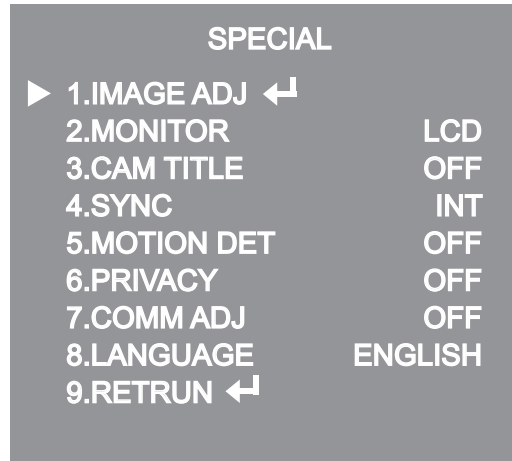 SPECIAL
1.IMAGE ADJ ↵
2.MONITOR LCD
3.CAM TITLE OFF
4.SYNC INT
5.MOTION DET OFF
6.PRIVACY OFF
7.COMM ADJ OFF
8.LANGUAGE ENGLISH
9.RETRUN ↵